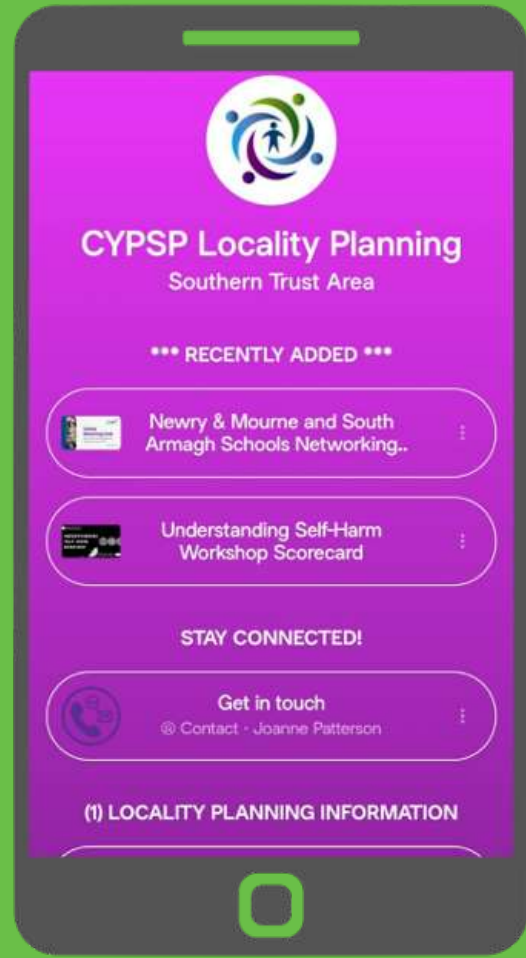 CYPSP Locality Planning
Southern Trust Area
*** RECENTLY ADDED ***
Newry & Mourne and South
Armagh Schools Networking..
Understanding Self-Harm
Workshop Scorecard
STAY CONNECTED!
Get in touch
Contact - Joanne Patterson
(1) LOCALITY PLANNING INFORMATION